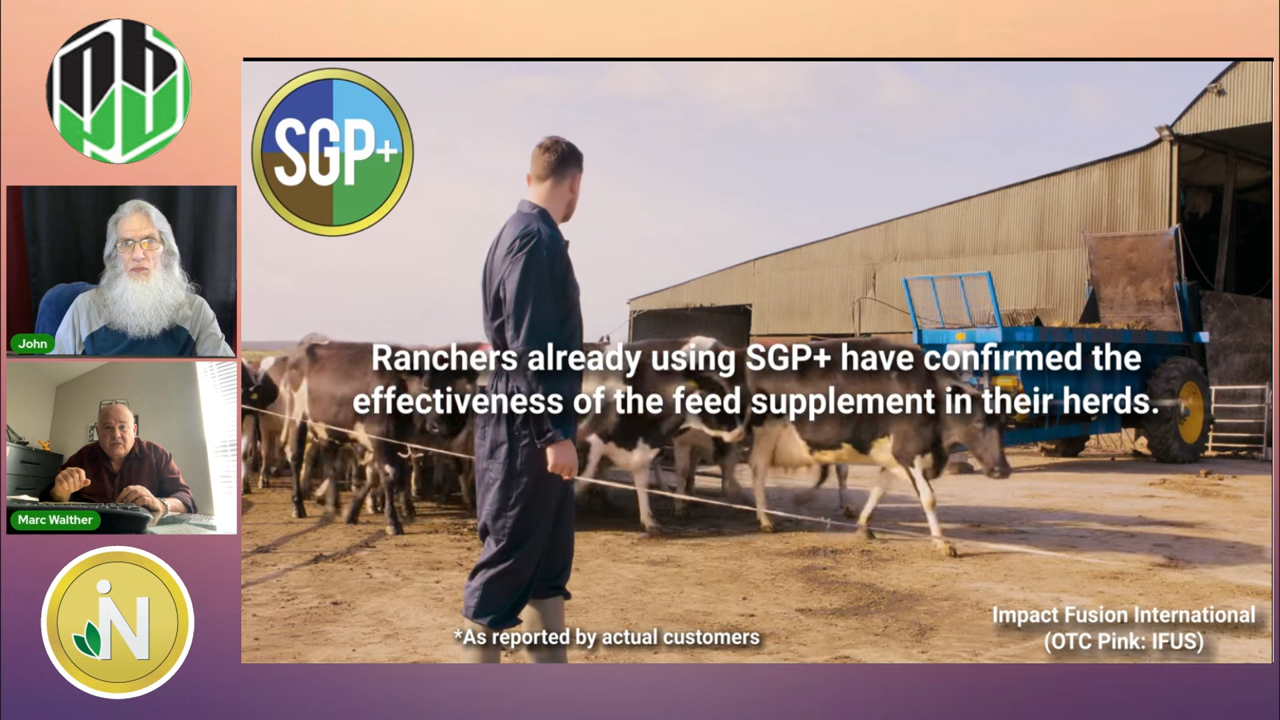 SGP+
John
Marc Walther
iN
Ranchers already using SGP+ have confirmed the
effectiveness of the feed supplement in their herds.
*As reported by actual customers
Impact Fusion International
(OTC Pink: IFUS)